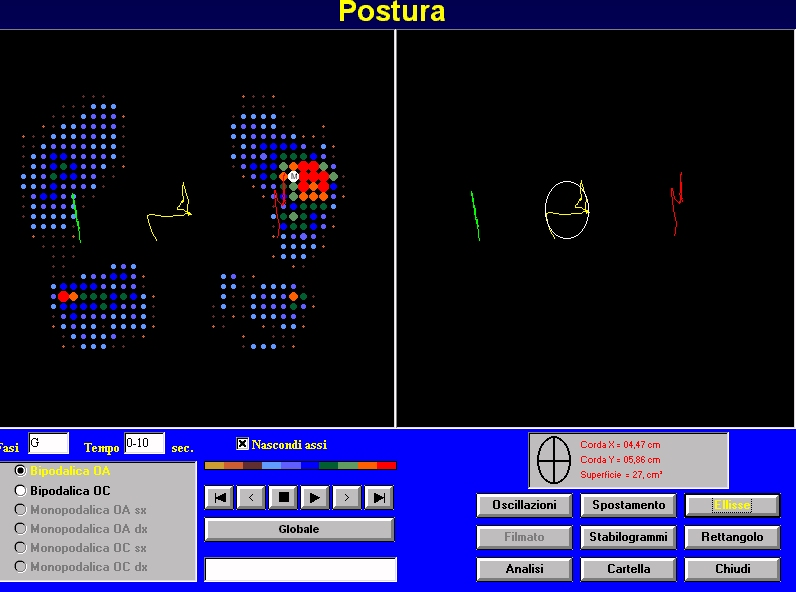 Postura
Fasi G Tempo 0-10 sec.
Nascondi assi
Bipodalica OA
Bipodalica OC
Monopodalica OA sx
Monopodalica OA dx
Monopodalica OC sx
Monopodalica OC dx
M
Globale
Corda X = 04,47 cm
Corda Y = 05,86 cm
Superficie = 27, cm²
Oscillazioni Spostamento Ellisse
Filmato Stabilogrammi Rettangolo
Analisi Cartella Chiudi